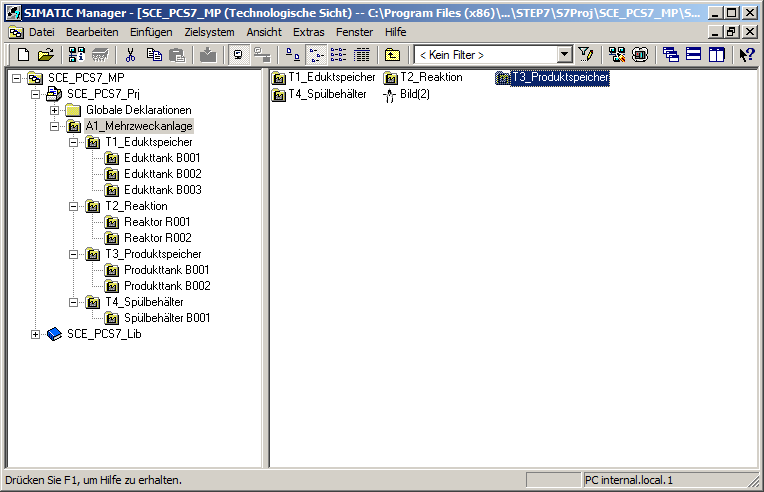 SIMATIC Manager - [SCE_PCS7_MP (Technologische Sicht) -- C:\Program Files (x86)\...\STEP7\S7Proj\SCE_PCS7_MP\S...
Datei Bearbeiten Einfügen Zielsystem Ansicht Extras Fenster Hilfe
< Kein Filter >
SCE_PCS7_MP
SCE_PCS7_Prj
Globale Deklarationen
A1_Mehrzweckanlage
T1_Eduktspeicher
Edukttank B001
Edukttank B002
Edukttank B003
T2_Reaktion
Reaktor R001
Reaktor R002
T3_Produktspeicher
Produkttank B001
Produkttank B002
T4_Spülbehälter
Spülbehälter B001
SCE_PCS7_Lib
T1_Eduktspeicher T2_Reaktion T3_Produktspeicher
T4_Spülbehälter Bild(2)
Drücken Sie F1, um Hilfe zu erhalten. PC internal.local.1